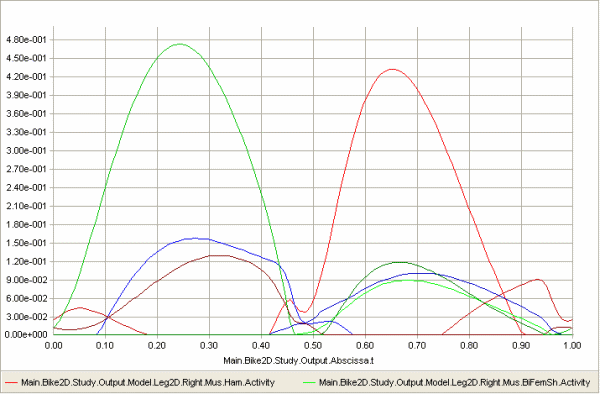 4.80e-001
4.50e-001
4.20e-001
3.90e-001
3.60e-001
3.30e-001
3.00e-001
2.70e-001
2.40e-001
2.10e-001
1.80e-001
1.50e-001
1.20e-001
9.00e-002
6.00e-002
3.00e-002
0.00e+000
0.00 0.10 0.20 0.30 0.40 0.50 0.60 0.70 0.80 0.90 1.00
Main.Bike2D.Study.Output.Abscissa.t
Main.Bike2D.Study.Output.Model.Leg2D.Right.Mus.Ham.Activity Main.Bike2D.Study.Output.Model.Leg2D.Right.Mus.BiFemSh.Activity